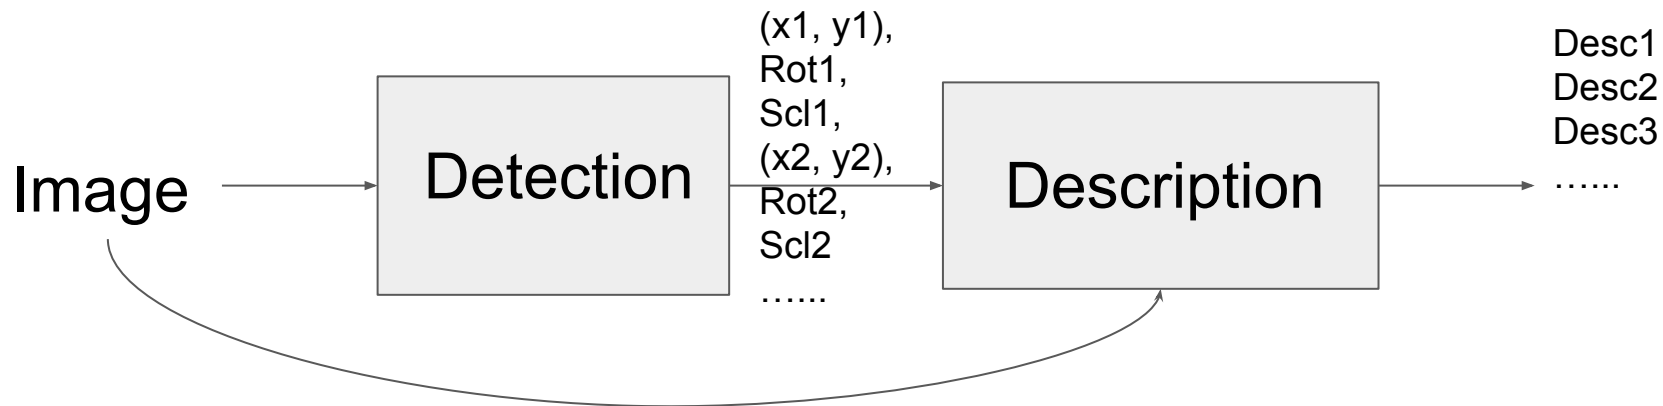 Image
Detection
(x1, y1),
Rot1,
Scl1,
(x2, y2),
Rot2,
Scl2
…...
Description
Desc1
Desc2
Desc3
…...